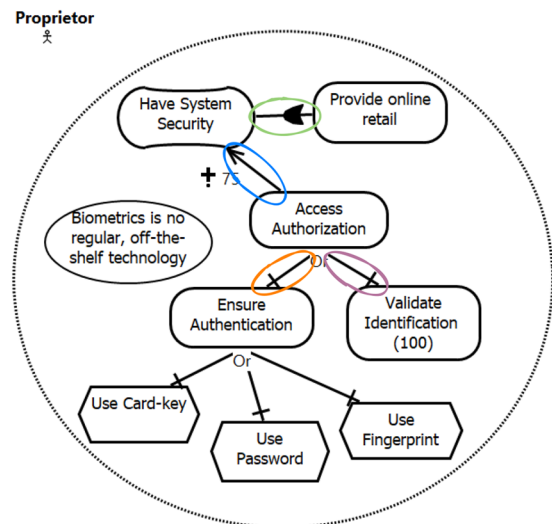 Proprietor
Have System
Security
Provide online
retail
75
Access
Authorization
Biometrics is no
regular, off-the-
shelf technology
Or
Ensure
Authentication
Validate
Identification
(100)
Or
Use Card-key
Use
Password
Use
Fingerprint